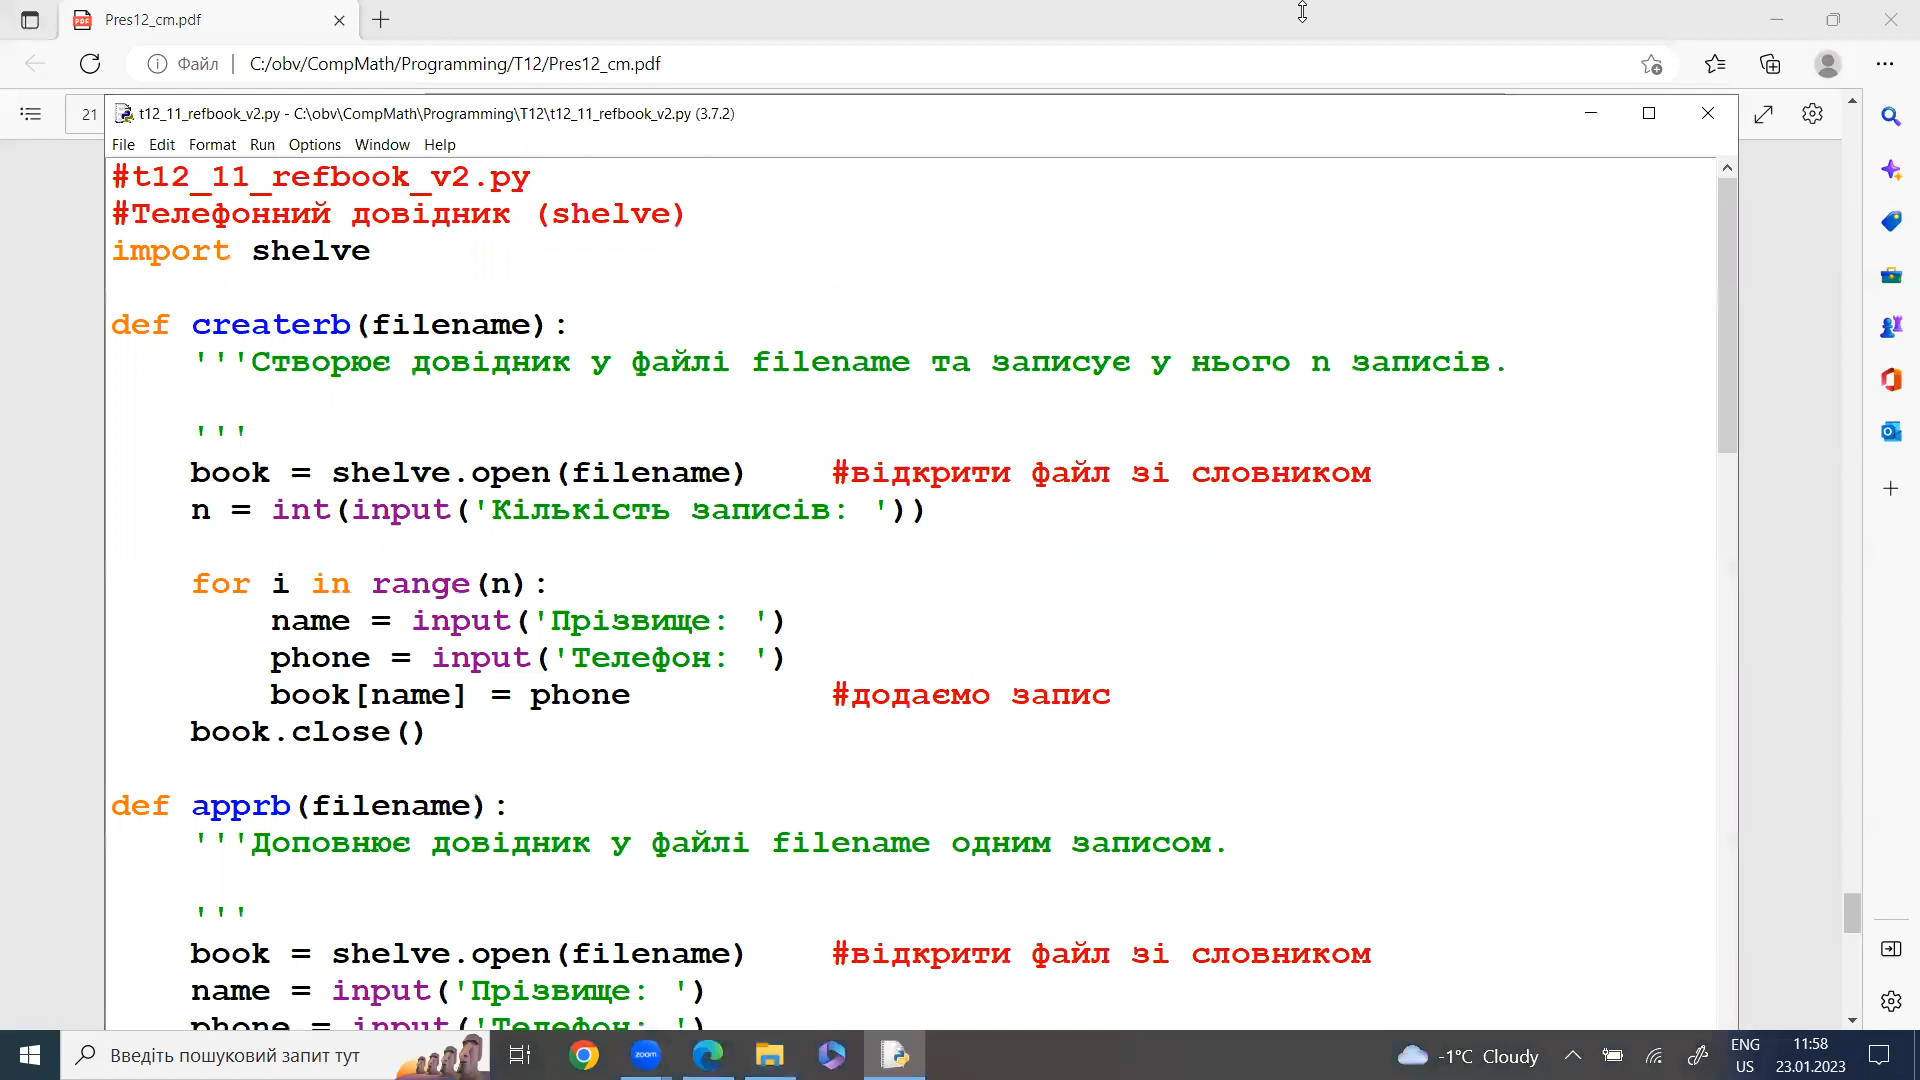 Pres12_cm.pdf
Файл
C:/obv/CompMath/Programming/T12/Pres12_cm.pdf
21
t12_11_refbook_v2.py - C:\obv\CompMath\Programming\T12\t12_11_refbook_v2.py (3.7.2)
File Edit Format Run Options Window Help
#t12_11_refbook_v2.py
#Телефонний довідник (shelve)
import shelve
def createrb(filename):
'''Створює довідник у файлі filename та записує у нього n записів.
'''
book = shelve.open(filename) #відкрити файл зі словником
n = int(input('Кількість записів: '))
for i in range(n):
name = input('Прізвище: ')
phone = input('Телефон: ')
book[name] = phone #додаємо запис
book.close()
def apprb(filename):
'''Доповнює довідник у файлі filename одним записом.
'''
book = shelve.open(filename) #відкрити файл зі словником
name = input('Прізвище: ')
phone = input('Телефон: ')
Введіть пошуковий запит тут
zoom
-1°C Cloudy
ENG
US
11:58
23.01.2023